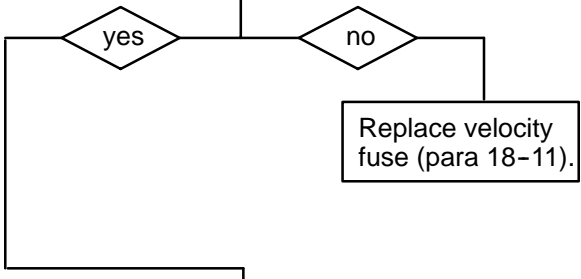 yes
no
Replace velocity
fuse (para 18-11).